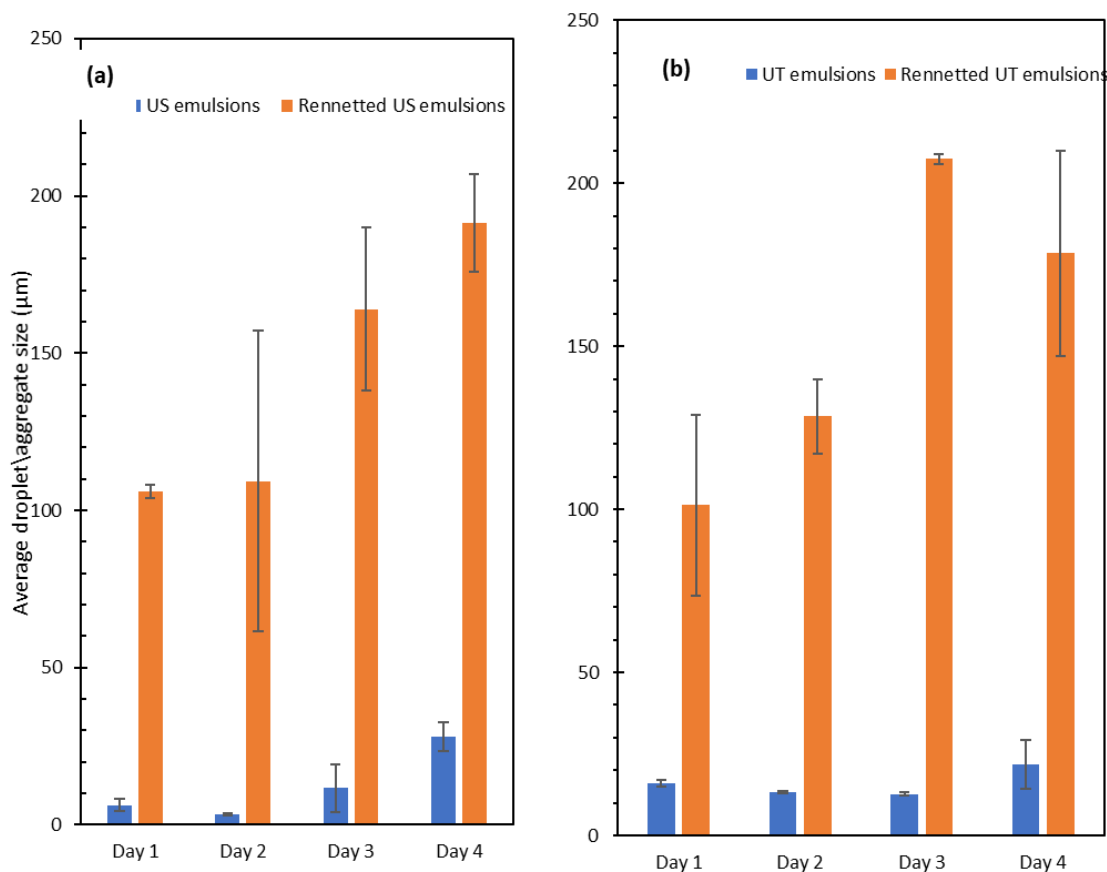 (a)
US emulsions
Rennetted US emulsions
Average droplet\aggregate size (µm)
250
200
150
100
50
0
Day 1
Day 2
Day 3
Day 4
(b)
UT emulsions
Rennetted UT emulsions
250
200
150
100
50
0
Day 1
Day 2
Day 3
Day 4